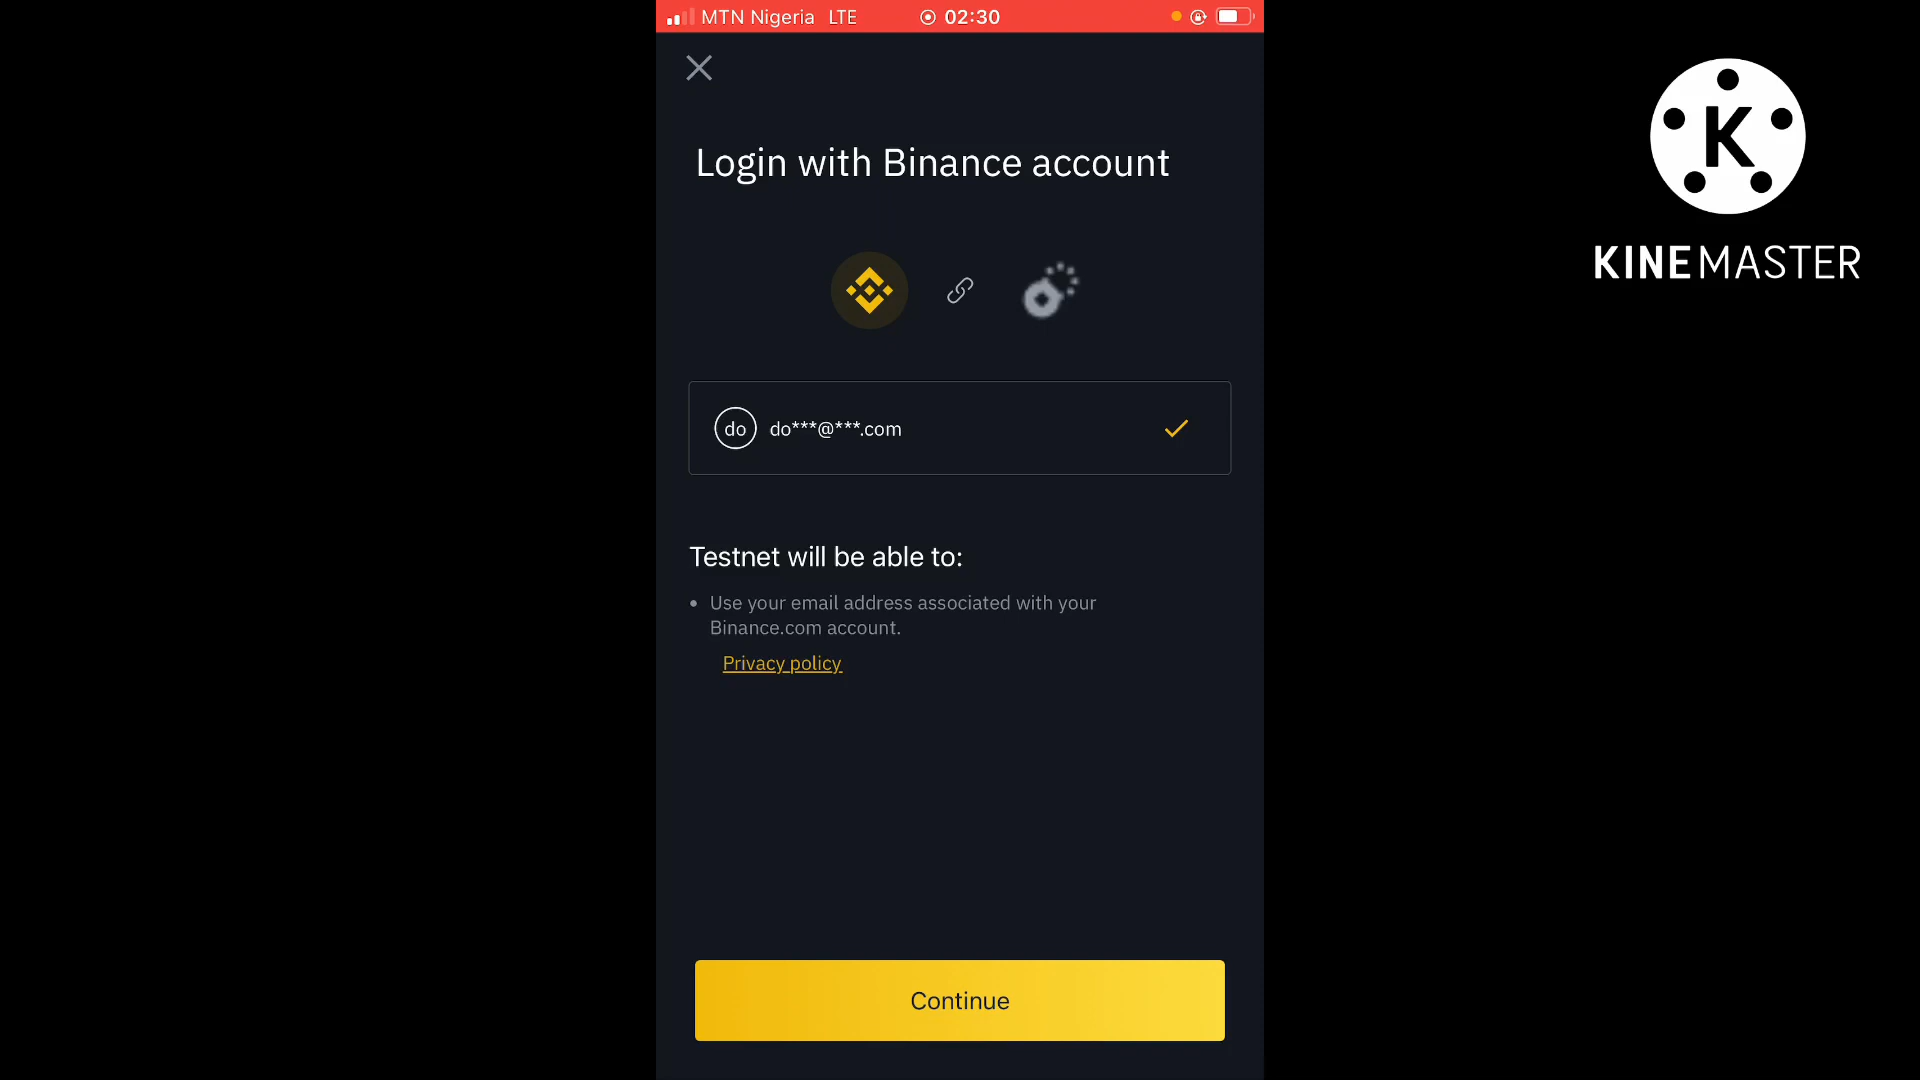 MTN Nigeria LTE 02:30
Login with Binance account
do do***@***.com
Testnet will be able to:
• Use your email address associated with your
Binance.com account.
Privacy policy
Continue
K
KINEMASTER